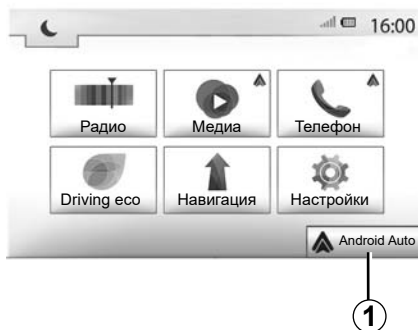 16:00
Радио
Медиа
Телефон
Driving eco
Навигация
Настройки
Android Auto
1